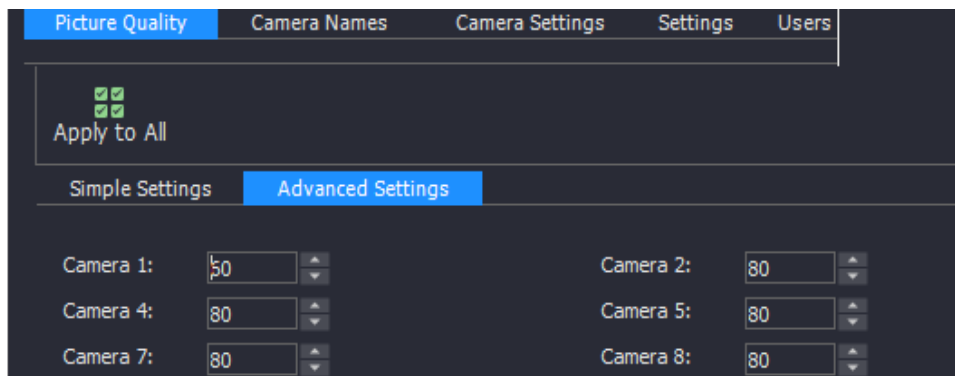 Picture Quality Camera Names Camera Settings Settings Users
Apply to All
Simple Settings Advanced Settings
Camera 1: 50 Camera 2: 80
Camera 4: 80 Camera 5: 80
Camera 7: 80 Camera 8: 80